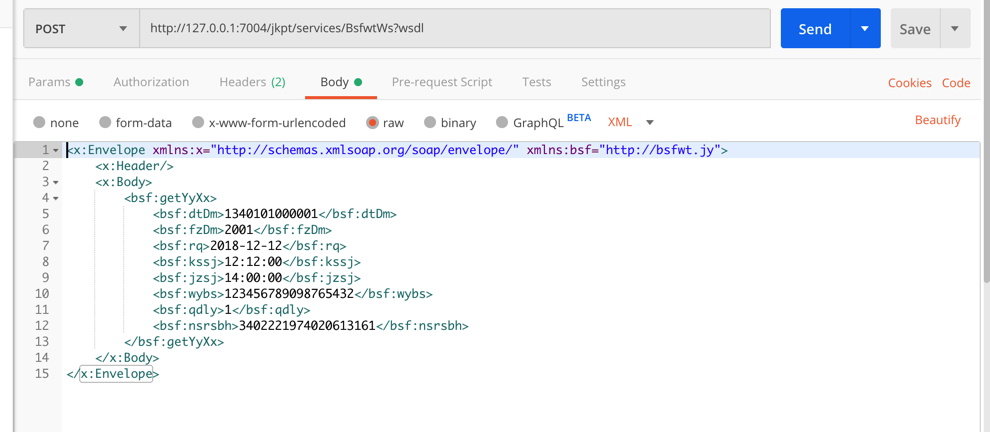 POST http://127.0.0.1:7004/jkpt/services/BsfwtWs?wsdl Send Save
Params Authorization Headers (2) Body Pre-request Script Tests Settings Cookies Code
none form-data x-www-form-urlencoded raw binary GraphQL BETA XML Beautify
1 <x:Envelope xmlns:x="http://schemas.xmlsoap.org/soap/envelope/" xmlns:bsf="http://bsfwt.jy">
2 <x:Header/>
3 <x:Body>
4 <bsf:getYyXx>
5 <bsf:dtDm>1340101000001</bsf:dtDm>
6 <bsf:fzDm>2001</bsf:fzDm>
7 <bsf:rq>2018-12-12</bsf:rq>
8 <bsf:kssj>12:12:00</bsf:kssj>
9 <bsf:jzsj>14:00:00</bsf:jzsj>
10 <bsf:wybs>123456789098765432</bsf:wybs>
11 <bsf:qdly>1</bsf:qdly>
12 <bsf:nsrsbh>3402221974020613161</bsf:nsrsbh>
13 </bsf:getYyXx>
14 </x:Body>
15 </x:Envelope>